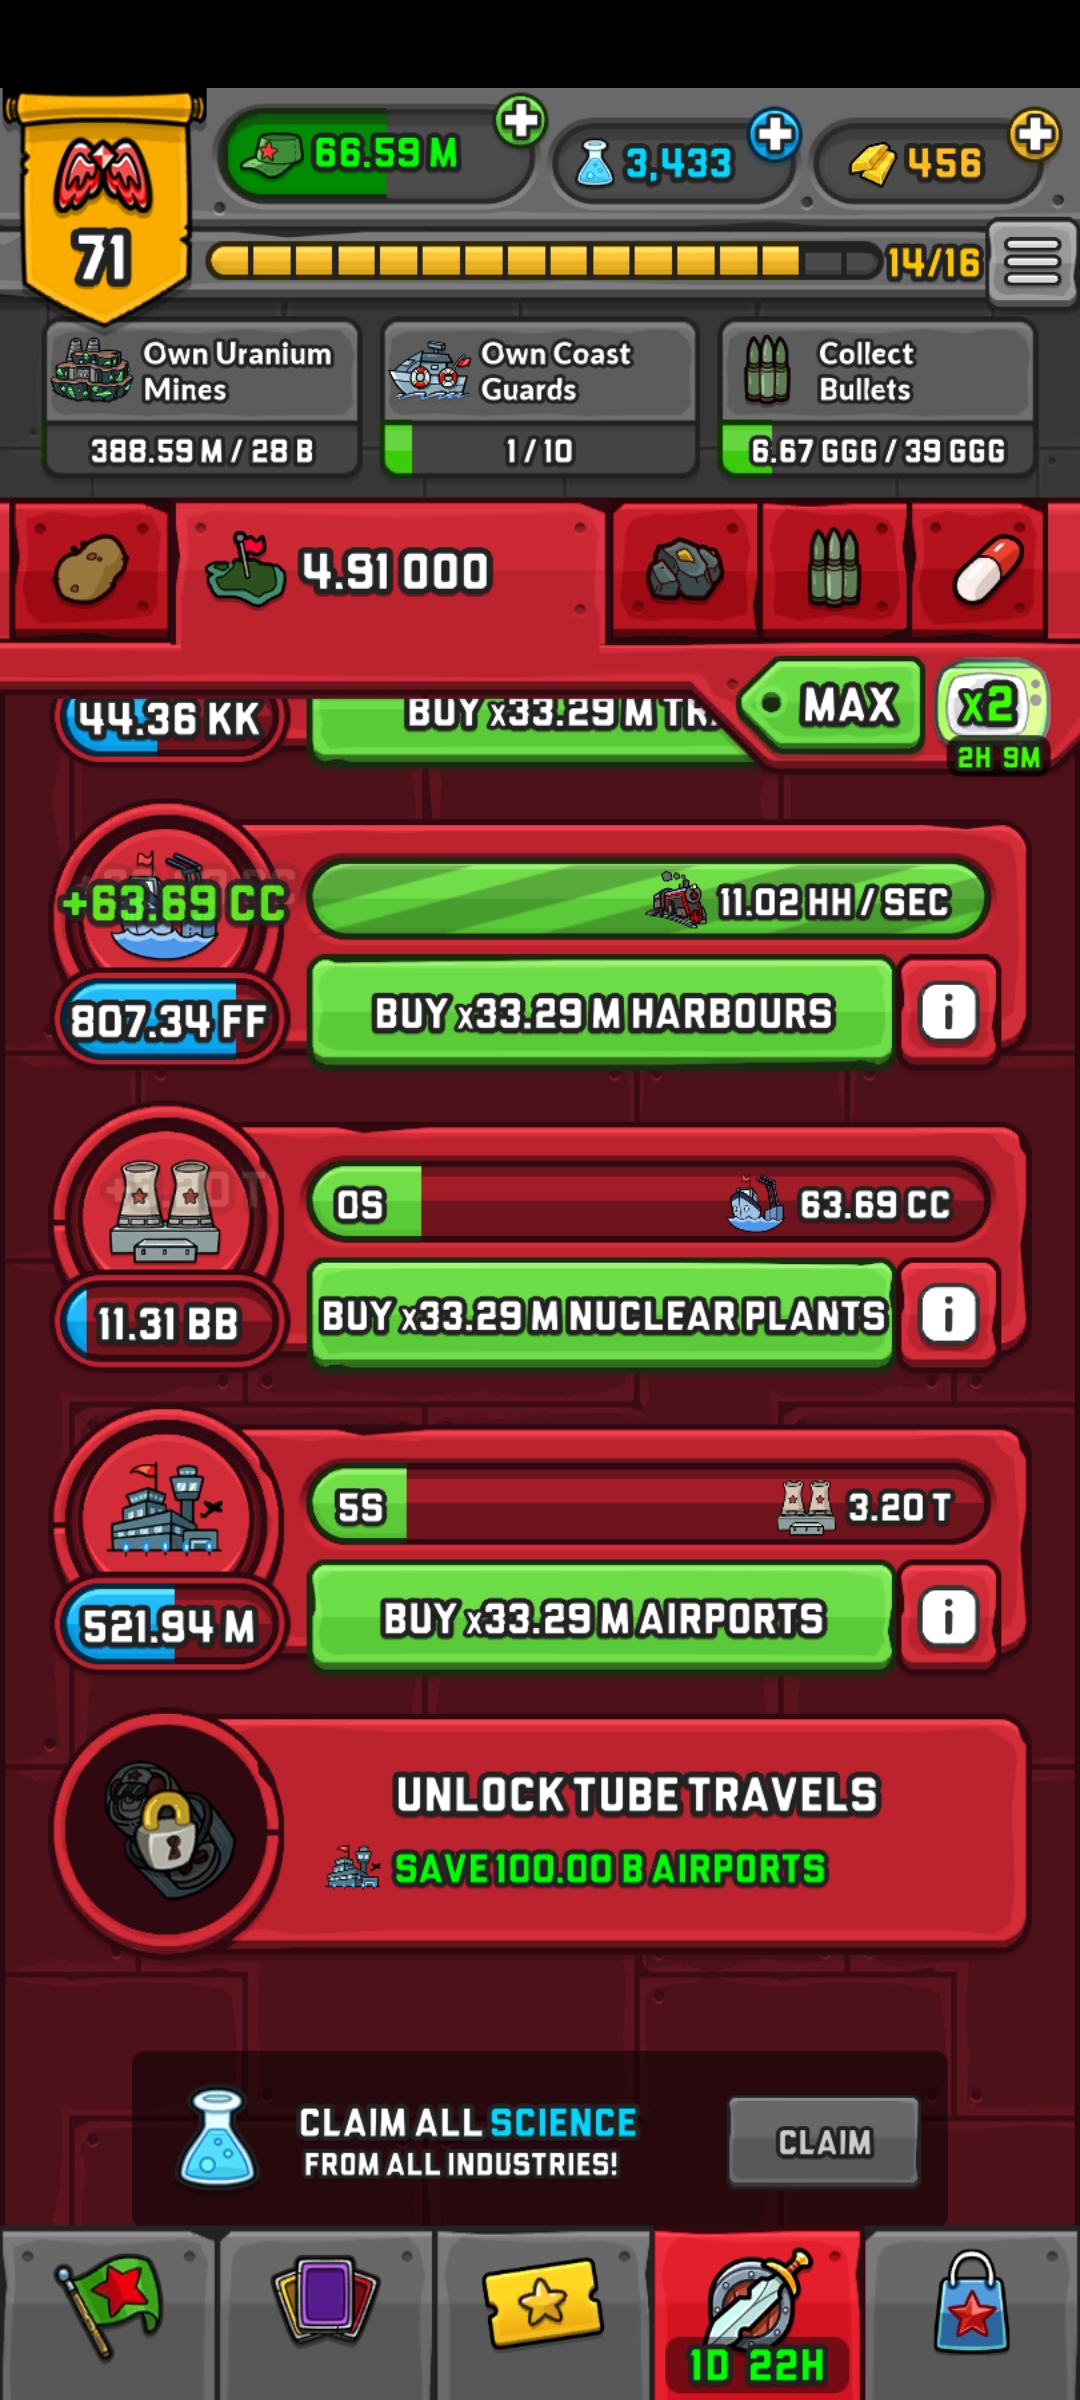 71
66.59 M
3,433
456
14/16
Own Uranium
Mines
388.59 M / 28 B
Own Coast
Guards
1 / 10
Collect
Bullets
6.67 GGG / 39 GGG
4.91 000
MAX
x2
2H 9M
44.36 KK
BUY x33.29 M TR
+63.69 CC
11.02 HH / SEC
807.34 FF
BUY x33.29 M HARBOURS
i
0S
63.69 CC
11.31 BB
BUY x33.29 M NUCLEAR PLANTS
i
5S
3.20 T
521.94 M
BUY x33.29 M AIRPORTS
i
UNLOCK TUBE TRAVELS
SAVE 100.00 B AIRPORTS
CLAIM ALL SCIENCE
FROM ALL INDUSTRIES!
CLAIM
1D 22H